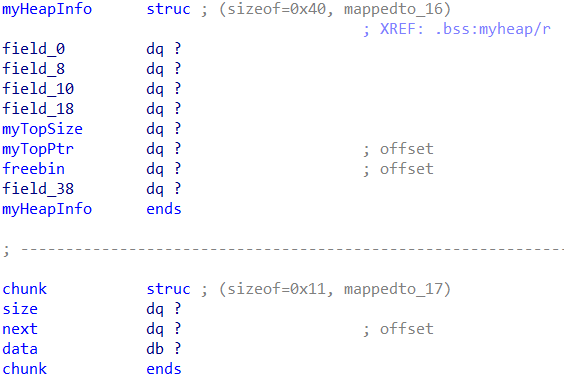 myHeapInfo struc ; (sizeof=0x40, mappedto_16)
; XREF: .bss:myheap/r
field_0 dq ?
field_8 dq ?
field_10 dq ?
field_18 dq ?
myTopSize dq ?
myTopPtr dq ? ; offset
freebin dq ? ; offset
field_38 dq ?
myHeapInfo ends
; ---------------------------------------------------------------
chunk struc ; (sizeof=0x11, mappedto_17)
size dq ?
next dq ? ; offset
data db ?
chunk ends